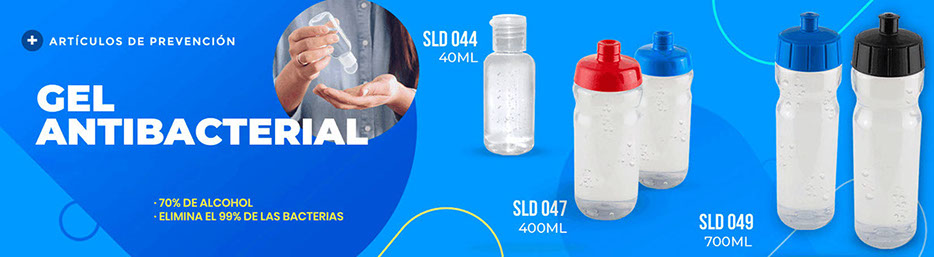 + ARTÍCULOS DE PREVENCIÓN
GEL
ANTIBACTERIAL
· 70% DE ALCOHOL
· ELIMINA EL 99% DE LAS BACTERIAS
SLD 044
40ML
SLD 047
400ML
SLD 049
700ML